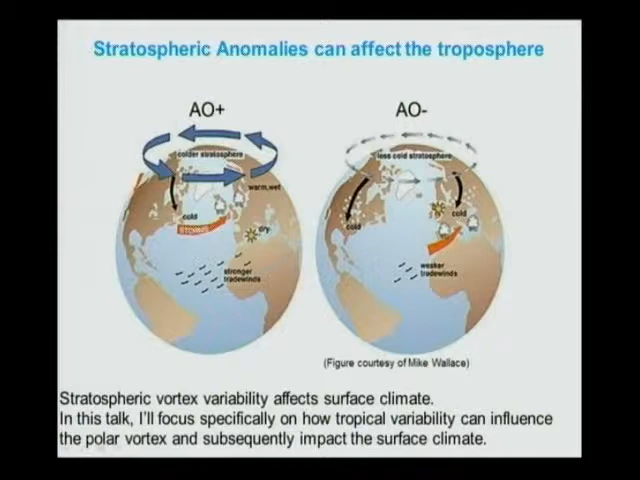 Stratospheric Anomalies can affect the troposphere
AO+
AO-
colder stratosphere
less cold stratosphere
warm,wet
cold
dry
stronger
tradewinds
cold
cold
weaker
tradewinds
(Figure courtesy of Mike Wallace)
Stratospheric vortex variability affects surface climate.
In this talk, I'll focus specifically on how tropical variability can influence
the polar vortex and subsequently impact the surface climate.